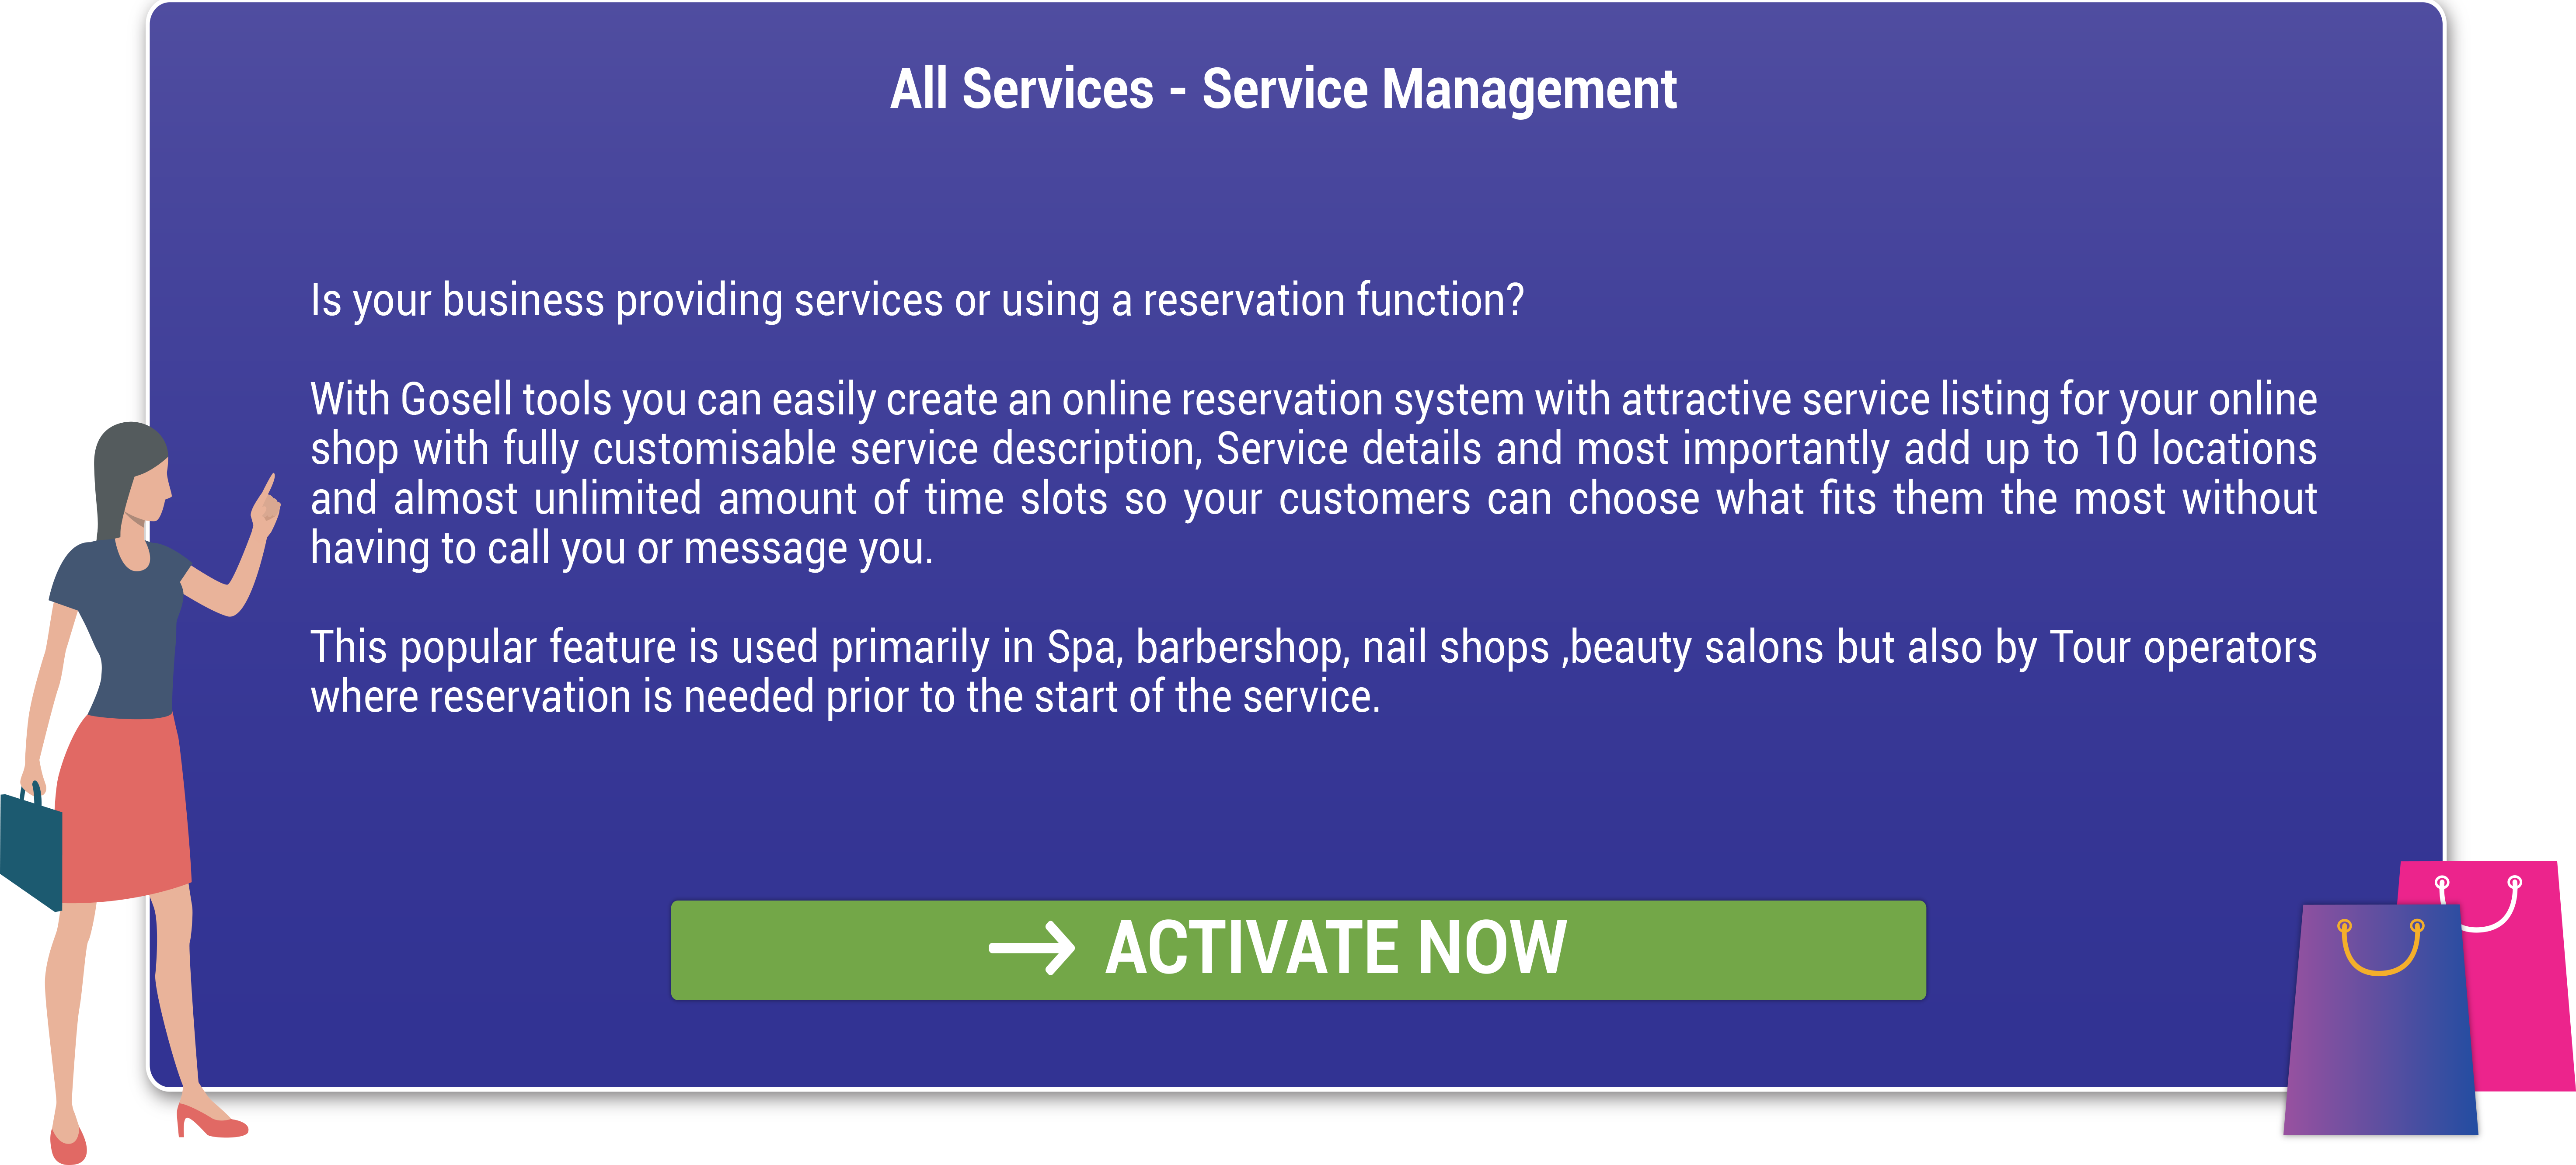 All Services - Service Management
Is your business providing services or using a reservation function?
With Gosell tools you can easily create an online reservation system with attractive service listing for your online
shop with fully customisable service description, Service details and most importantly add up to 10 locations
and almost unlimited amount of time slots so your customers can choose what fits them the most without
having to call you or message you.
This popular feature is used primarily in Spa, barbershop, nail shops ,beauty salons but also by Tour operators
where reservation is needed prior to the start of the service.
→ ACTIVATE NOW